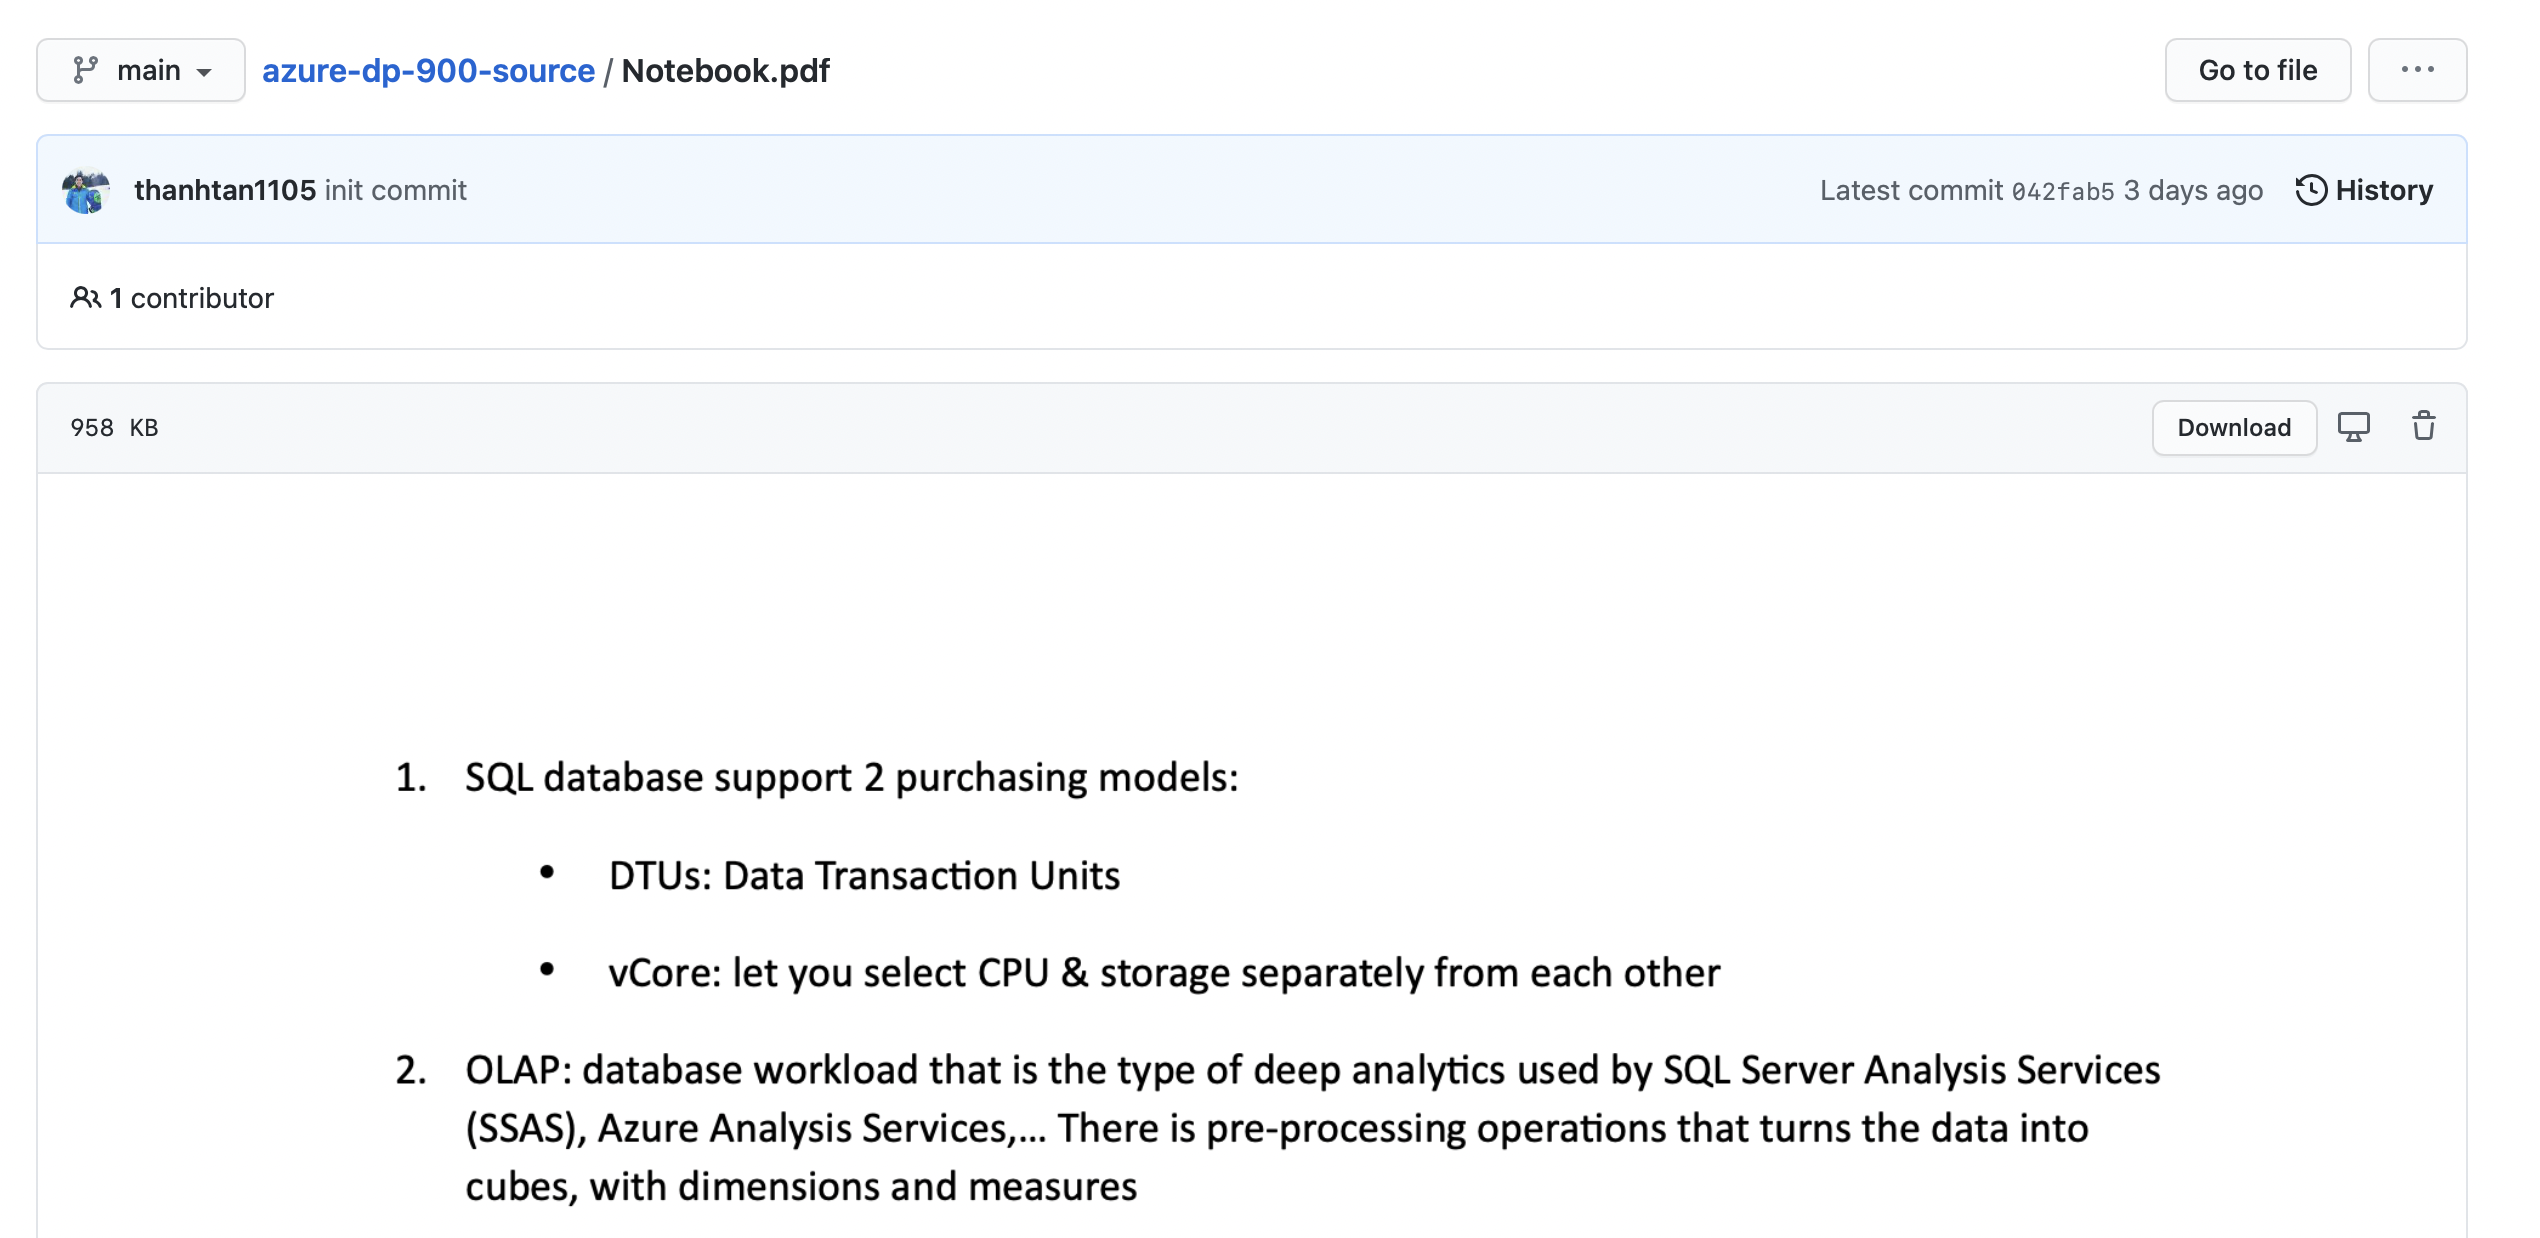 main
azure-dp-900-source / Notebook.pdf
Go to file
...
thanhtan1105 init commit
Latest commit 042fab5 3 days ago
History
1 contributor
958 KB
Download
1. SQL database support 2 purchasing models:
• DTUs: Data Transaction Units
• vCore: let you select CPU & storage separately from each other
2. OLAP: database workload that is the type of deep analytics used by SQL Server Analysis Services
(SSAS), Azure Analysis Services,... There is pre-processing operations that turns the data into
cubes, with dimensions and measures